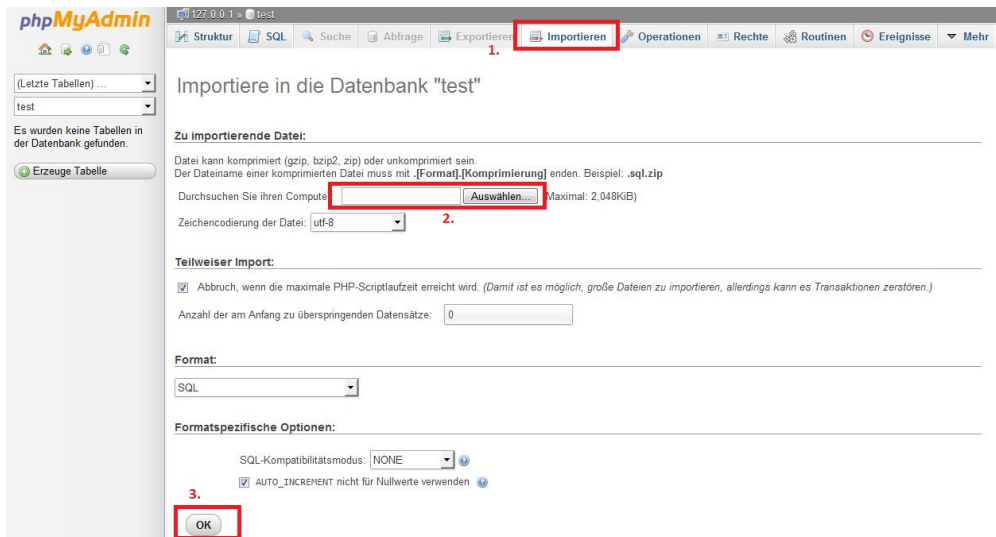 phpMyAdmin
127.0.0.1 » test
Struktur SQL Suche Abfrage Exportieren Importieren Operationen Rechte Routinen Ereignisse Mehr
1.
(Letzte Tabellen) ...
test
Es wurden keine Tabellen in
der Datenbank gefunden.
Erzeuge Tabelle
Importiere in die Datenbank "test"
Zu importierende Datei:
Datei kann komprimiert (gzip, bzip2, zip) oder unkomprimiert sein.
Der Dateiname einer komprimierten Datei muss mit .[Format].[Komprimierung] enden. Beispiel: .sql.zip
Durchsuchen Sie ihren Compute Auswählen... Maximal: 2,048KiB)
2.
Zeichencodierung der Datei: utf-8
Teilweiser Import:
Abbruch, wenn die maximale PHP-Scriptlaufzeit erreicht wird. (Damit ist es möglich, große Dateien zu importieren, allerdings kann es Transaktionen zerstören.)
Anzahl der am Anfang zu überspringenden Datensätze: 0
Format:
SQL
Formatspezifische Optionen:
SQL-Kompatibilitätsmodus: NONE
AUTO_INCREMENT nicht für Nullwerte verwenden
3.
OK